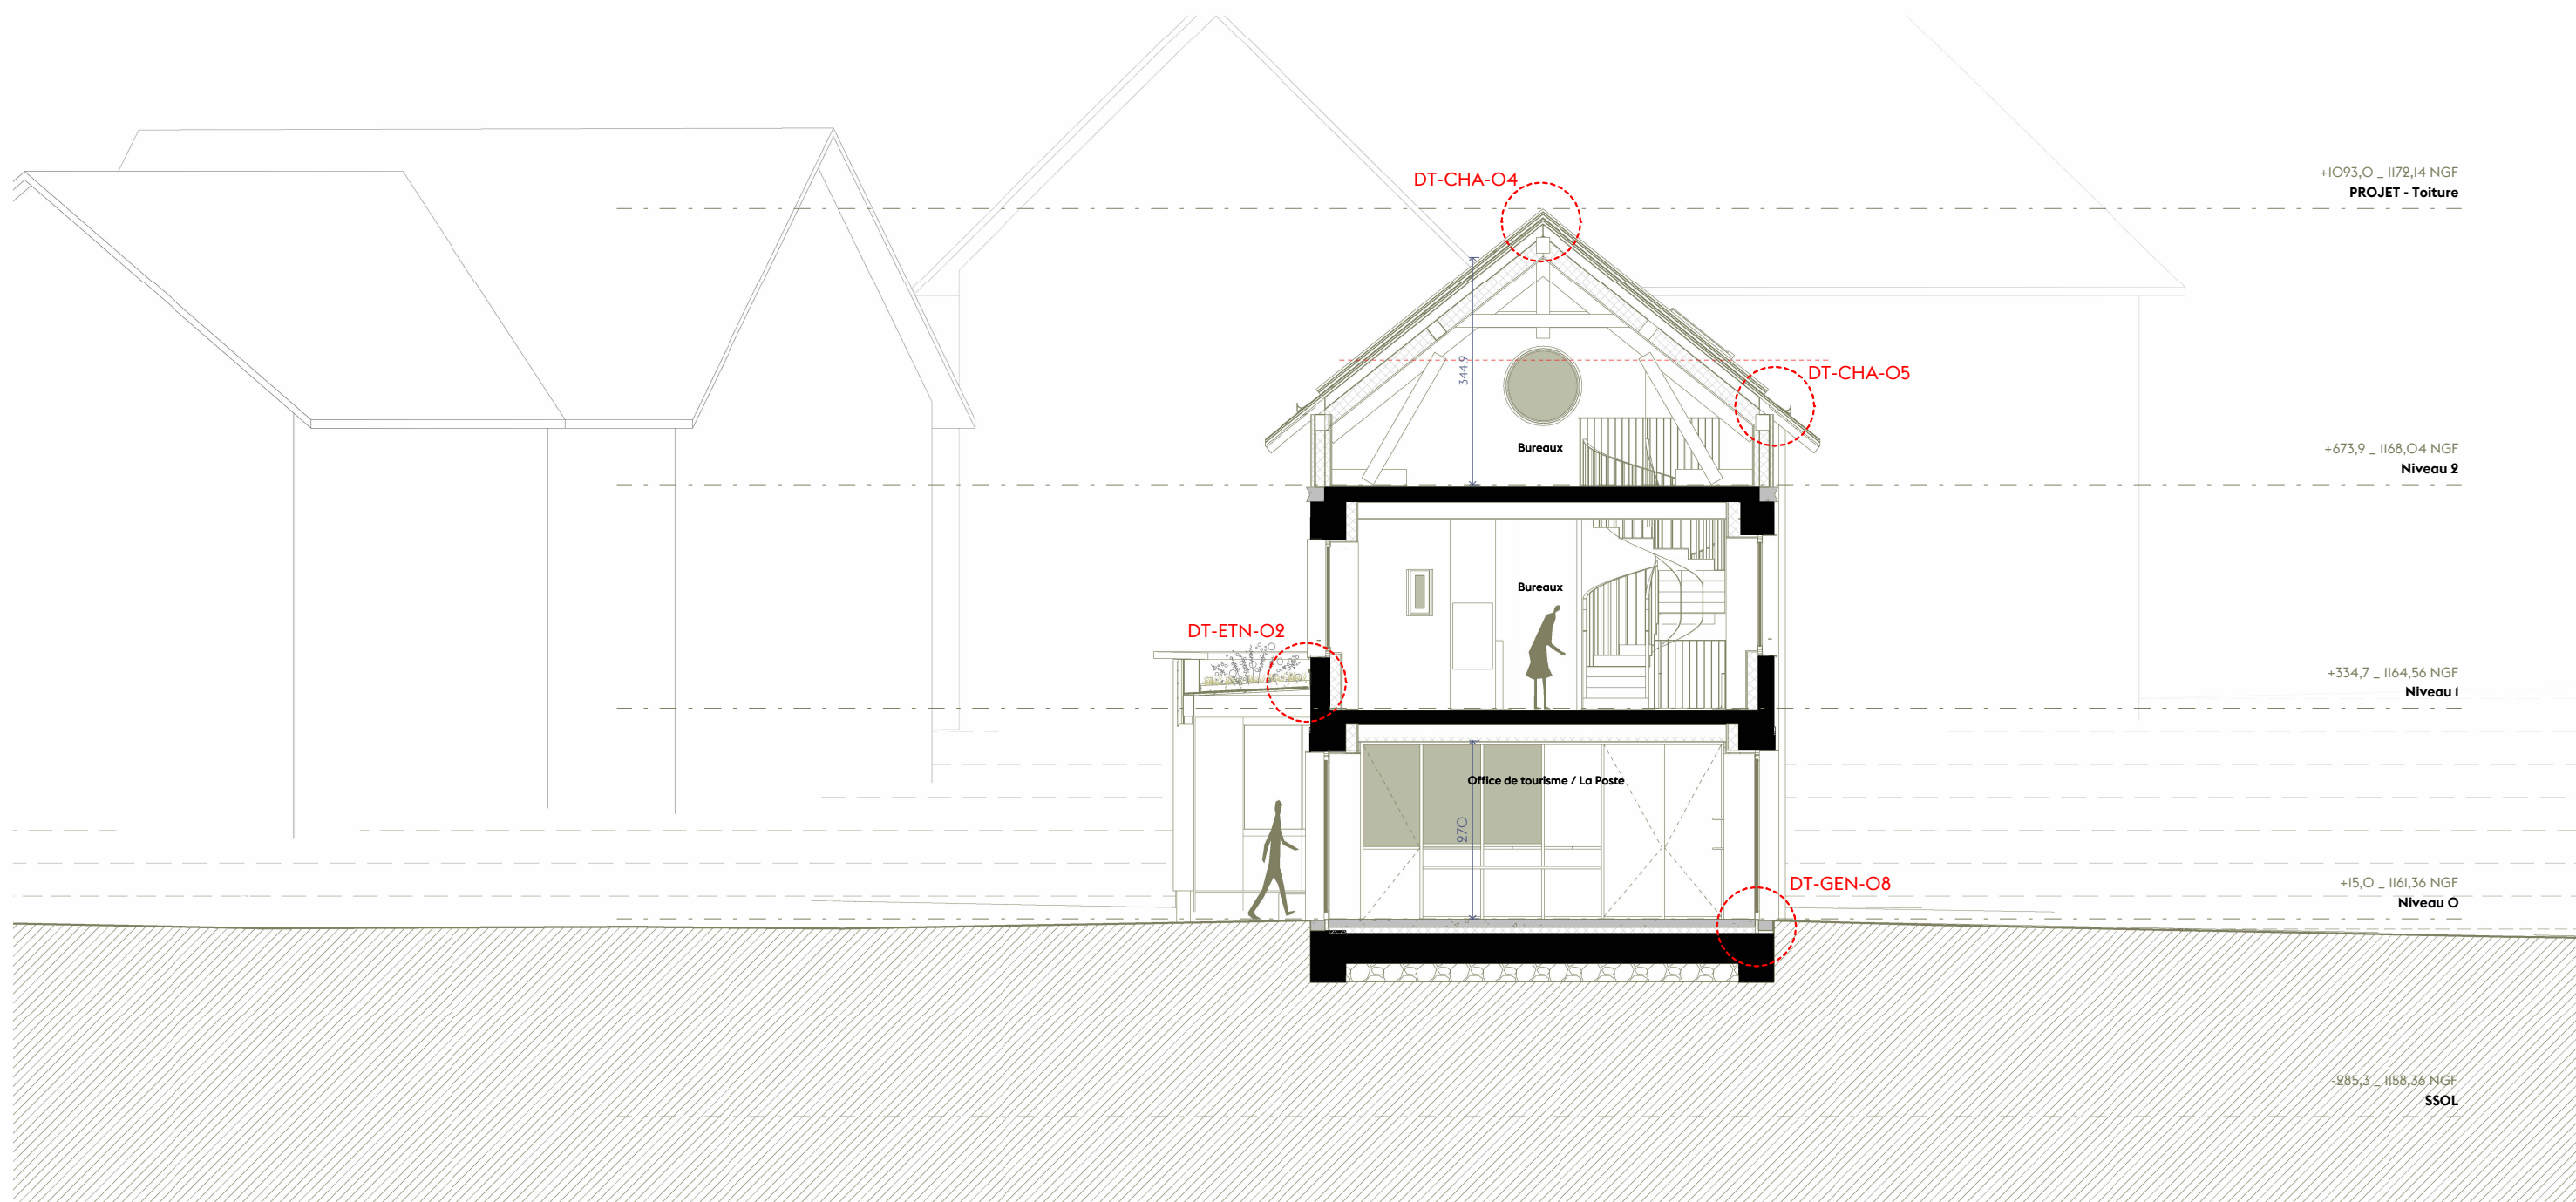 DT-CHA-04
+1093,0 _ 1172,14 NGF
PROJET - Toiture
344,9
DT-CHA-05
Bureaux
+673,9 _ 1168,04 NGF
Niveau 2
Bureaux
DT-ETN-02
+334,7 _ 1164,56 NGF
Niveau 1
Office de tourisme / La Poste
270
DT-GEN-08
+15,0 _ 1161,36 NGF
Niveau 0
-285,3 _ 1158,36 NGF
SSOL